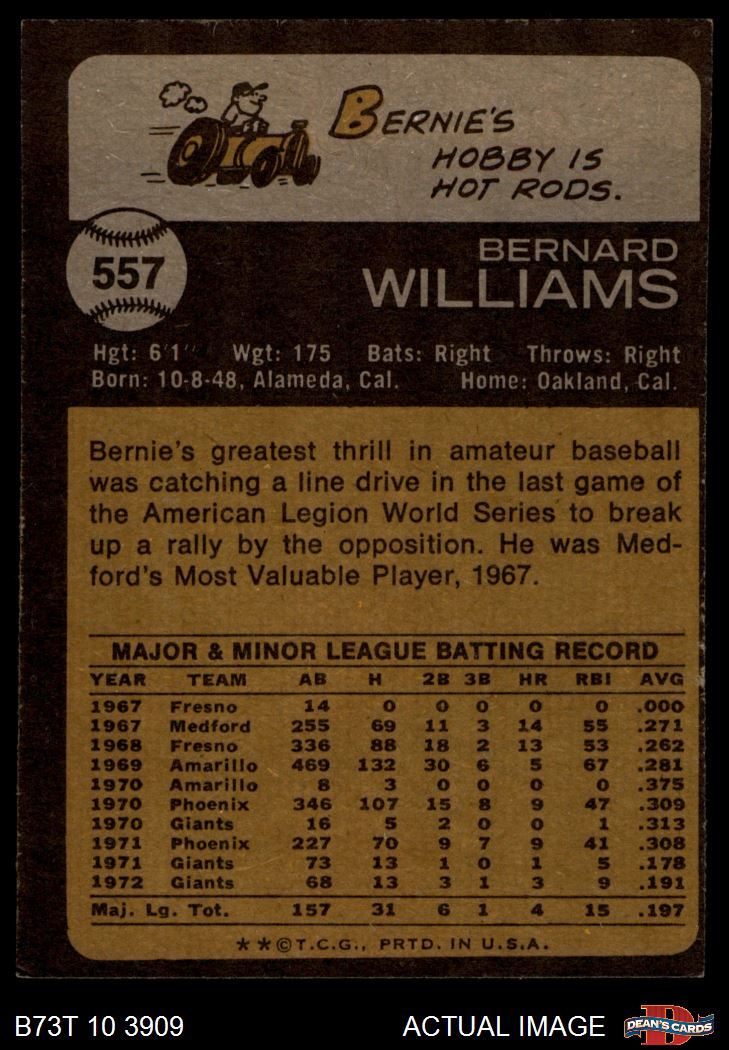 BERNIE'S
HOBBY IS
HOT RODS.
557
BERNARD
WILLIAMS
Hgt: 6'1" Wgt: 175 Bats: Right Throws: Right
Born: 10-8-48, Alameda, Cal. Home: Oakland, Cal.
Bernie's greatest thrill in amateur baseball
was catching a line drive in the last game of
the American Legion World Series to break
up a rally by the opposition. He was Med-
ford's Most Valuable Player, 1967.
MAJOR & MINOR LEAGUE BATTING RECORD
YEAR TEAM AB H 2B 3B HR RBI AVG
1967 Fresno 14 0 0 0 0 0 .000
1967 Medford 255 69 11 3 14 55 .271
1968 Fresno 336 88 18 2 13 53 .262
1969 Amarillo 469 132 30 6 5 67 .281
1970 Amarillo 8 3 0 0 0 0 .375
1970 Phoenix 346 107 15 8 9 47 .309
1970 Giants 16 5 2 0 0 1 .313
1971 Phoenix 227 70 9 7 9 41 .308
1971 Giants 73 13 1 0 1 5 .178
1972 Giants 68 13 3 1 3 9 .191
Maj. Lg. Tot. 157 31 6 1 4 15 .197
**©T.C.G., PRTD. IN U.S.A.
B73T 10 3909 ACTUAL IMAGE D DEAN'S CARDS